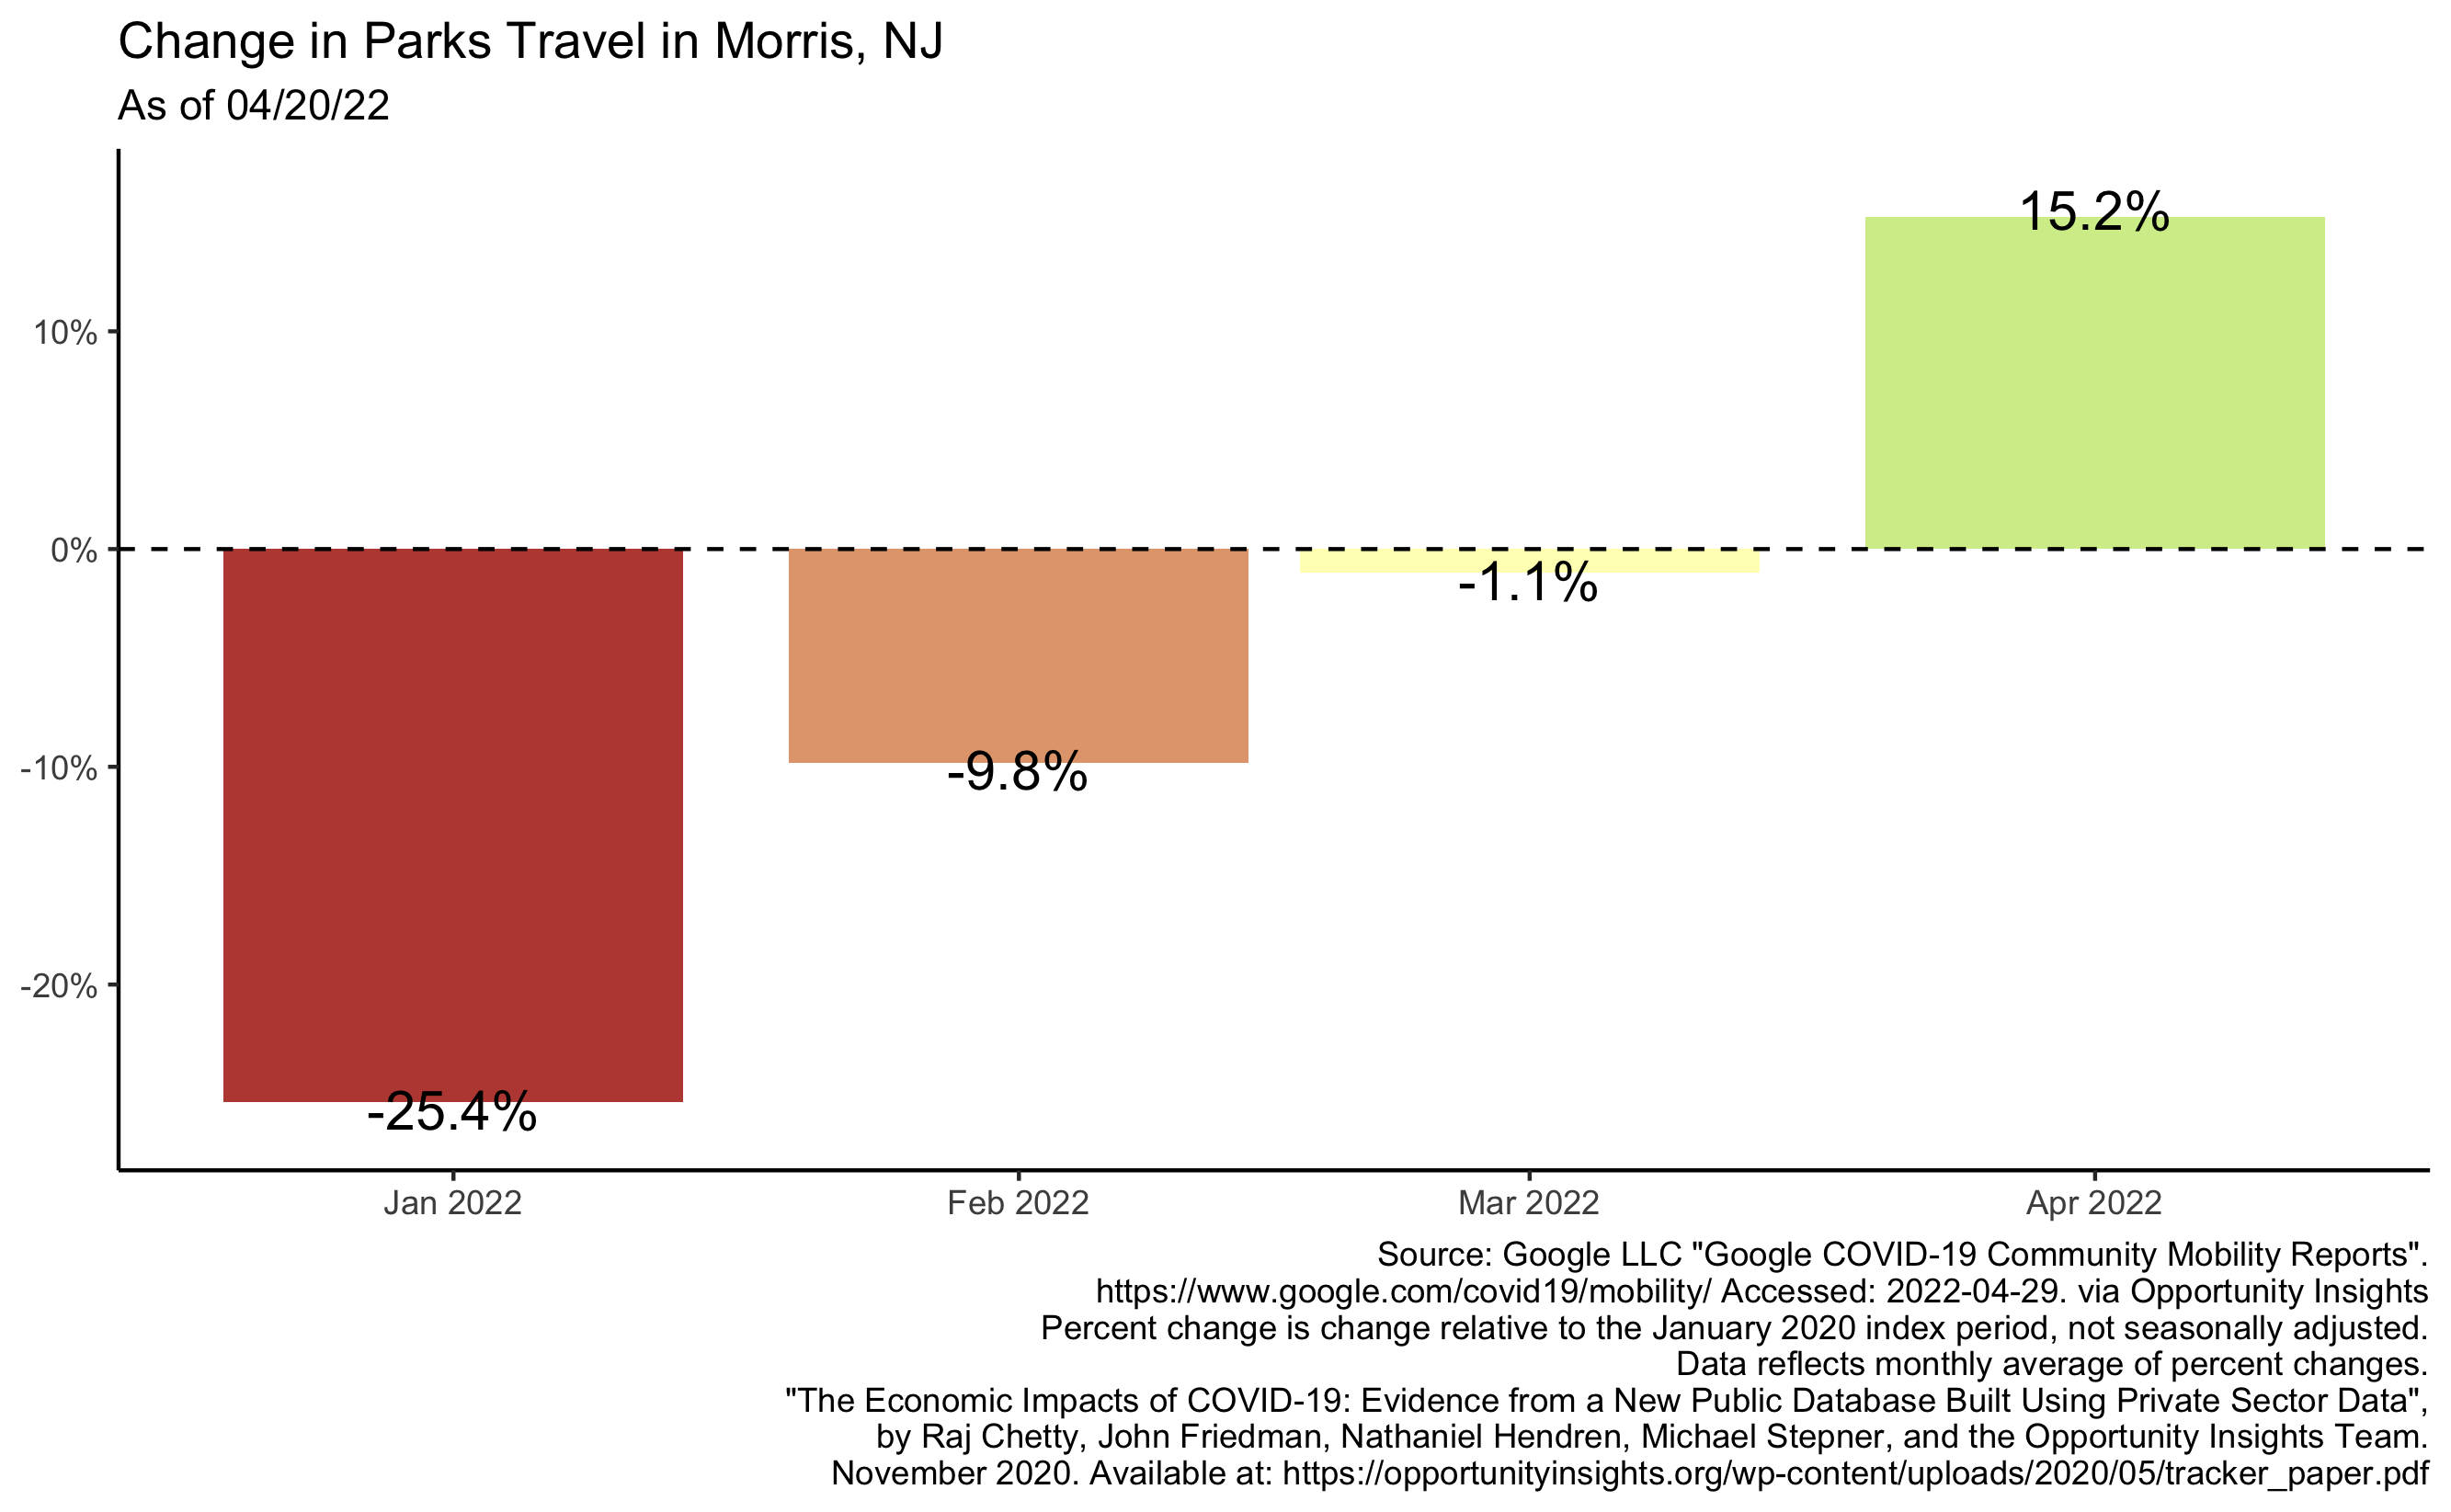 Change in Parks Travel in Morris, NJ
As of 04/20/22
15.2%
10%
0%
-1.1%
-9.8%
-10%
-20%
-25.4%
Jan 2022
Feb 2022
Mar 2022
Apr 2022
Source: Google LLC "Google COVID-19 Community Mobility Reports".
https://www.google.com/covid19/mobility/ Accessed: 2022-04-29. via Opportunity Insights
Percent change is change relative to the January 2020 index period, not seasonally adjusted.
Data reflects monthly average of percent changes.
"The Economic Impacts of COVID-19: Evidence from a New Public Database Built Using Private Sector Data",
by Raj Chetty, John Friedman, Nathaniel Hendren, Michael Stepner, and the Opportunity Insights Team.
November 2020. Available at: https://opportunityinsights.org/wp-content/uploads/2020/05/tracker_paper.pdf